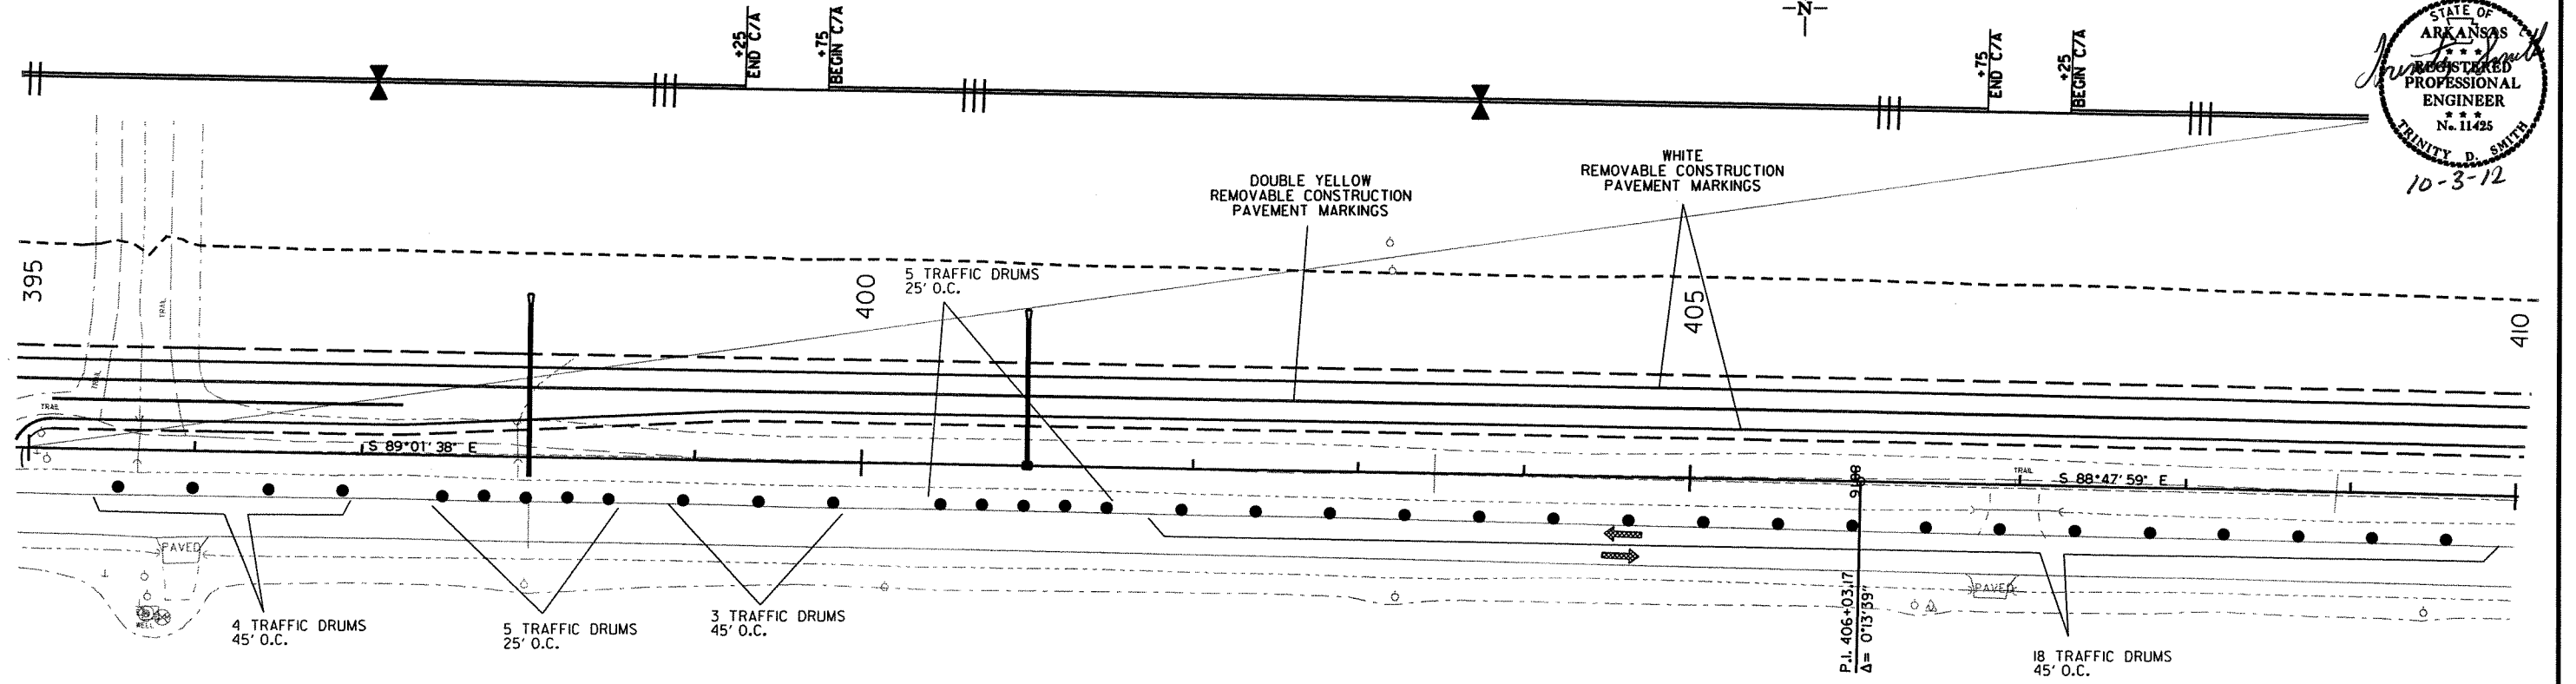 +25
END C/A
+75
BEGIN C/A
-N-
+75
END C/A
+25
BEGIN C/A
STATE OF
ARKANSAS
* * *
REGISTERED
PROFESSIONAL
ENGINEER
* * *
No. 11425
TRINITY D. SMITH
Trinity Smith
10-3-12
DOUBLE YELLOW
REMOVABLE CONSTRUCTION
PAVEMENT MARKINGS
WHITE
REMOVABLE CONSTRUCTION
PAVEMENT MARKINGS
395
TRAIL
400
5 TRAFFIC DRUMS
25' O.C.
405
410
TRAIL
TRAIL
S 89°01'38" E
TRAIL
S 88°47'59" E
PAVED
WELL
4 TRAFFIC DRUMS
45' O.C.
5 TRAFFIC DRUMS
25' O.C.
3 TRAFFIC DRUMS
45' O.C.
P.I. 406+03.17
Δ= 0°13'39"
PAVED
18 TRAFFIC DRUMS
45' O.C.